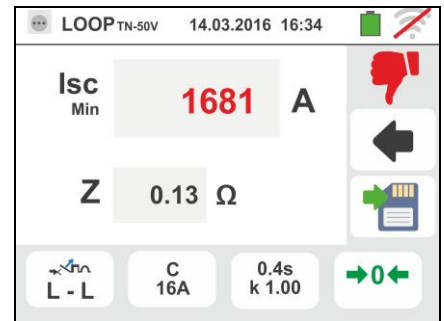 LOOP TN-50V 14.03.2016 16:34
Isc
Min
1681 A
Z 0.13 Ω
L - L
C
16A
0.4s
k 1.00
0